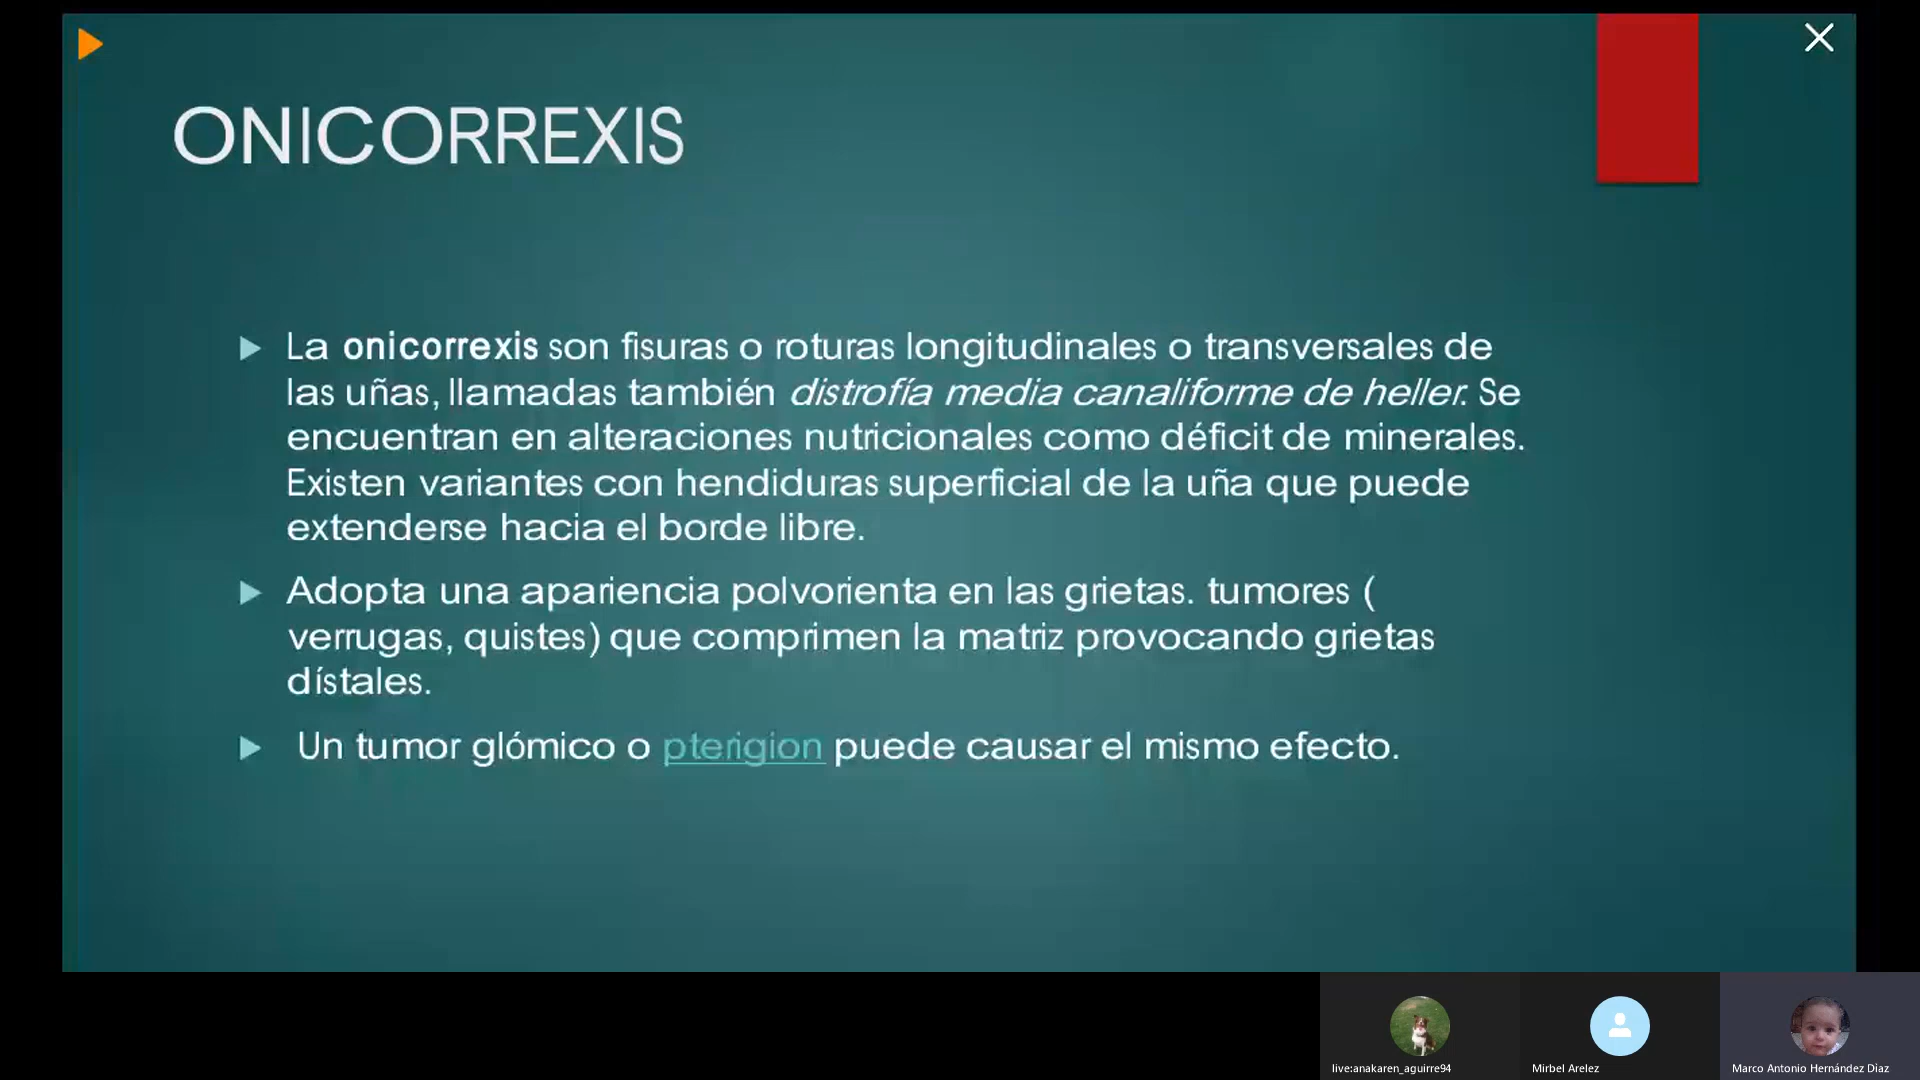 ONICORREXIS
La onicorrexis son fisuras o roturas longitudinales o transversales de
las uñas, llamadas también distrofía media canaliforme de heller. Se
encuentran en alteraciones nutricionales como déficit de minerales.
Existen variantes con hendiduras superficial de la uña que puede
extenderse hacia el borde libre.
Adopta una apariencia polvorienta en las grietas. tumores (
verrugas, quistes) que comprimen la matriz provocando grietas
dístales.
Un tumor glómico o pterigion puede causar el mismo efecto.
live:anakaren_aguirre94
Mirbel Arelez
Marco Antonio Hernández Díaz